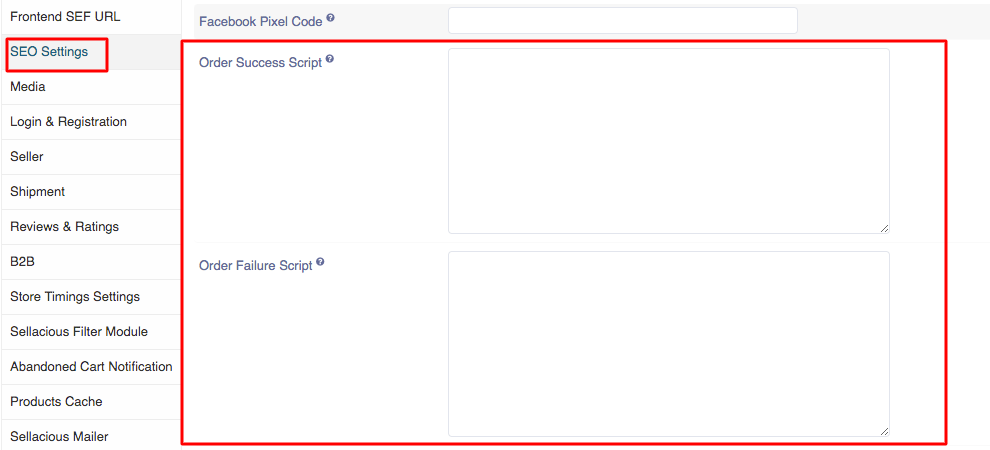 Frontend SEF URL
SEO Settings
Media
Login & Registration
Seller
Shipment
Reviews & Ratings
B2B
Store Timings Settings
Sellacious Filter Module
Abandoned Cart Notification
Products Cache
Sellacious Mailer
Facebook Pixel Code ?
Order Success Script ?
Order Failure Script ?